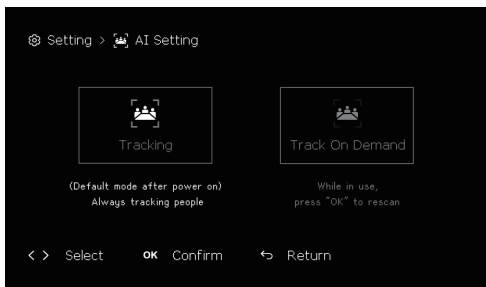 Setting > AI Setting
Tracking
(Default mode after power on)
Always tracking people
Track On Demand
While in use,
press "OK" to rescan
< > Select OK Confirm Return